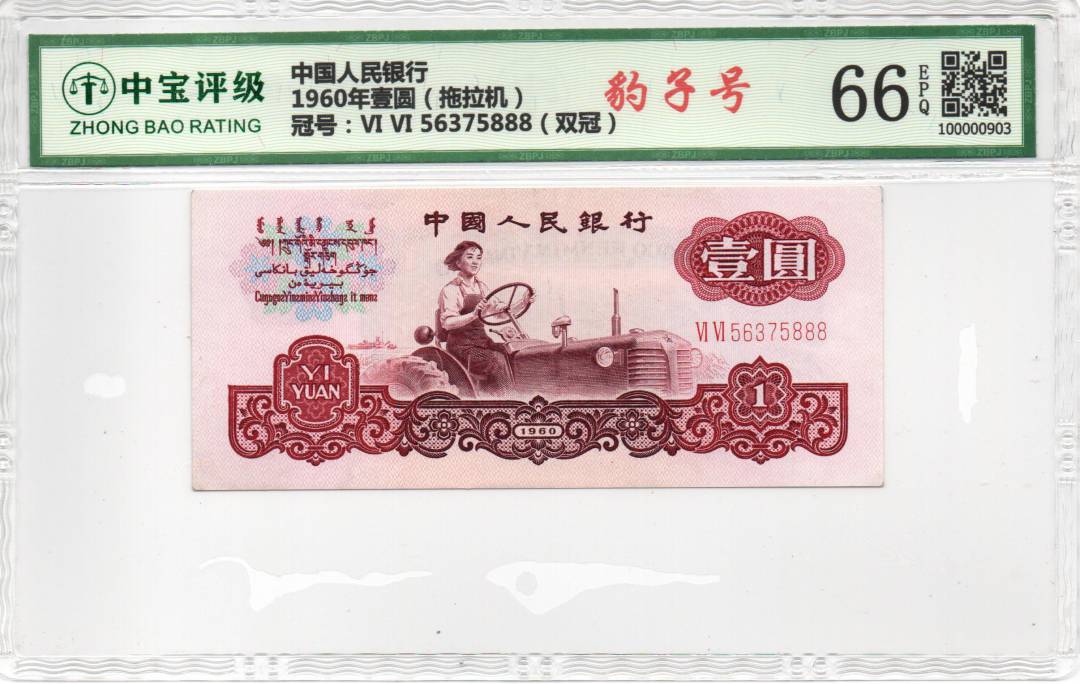 中宝评级
ZHONG BAO RATING
中国人民银行
1960年壹圆（拖拉机）
冠号：VI VI 56375888（双冠）
豹子号
66
EPQ
100000903
中國人民銀行
壹圓
VI VI 56375888
YI
YUAN
1960
1